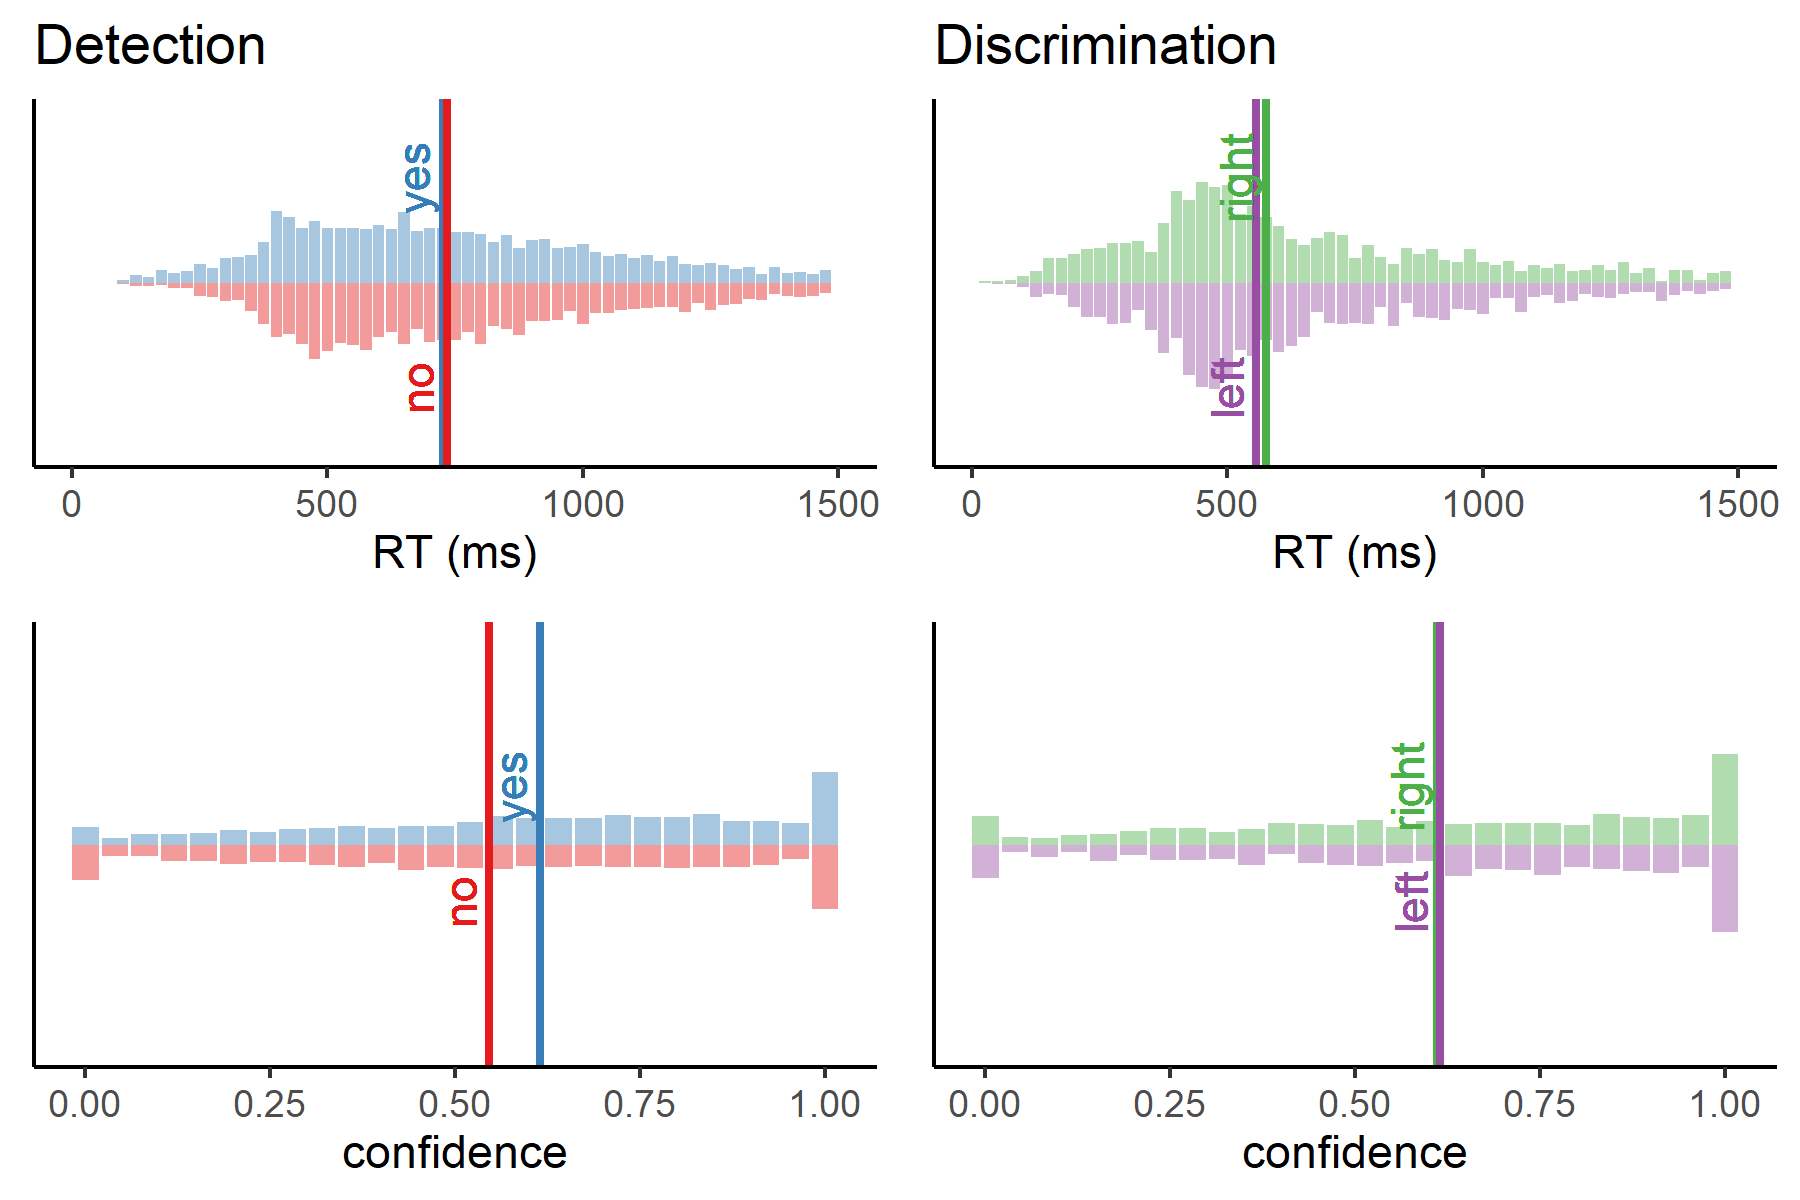 Detection
Discrimination
yes
no
right
left
0 500 1000 1500
RT (ms)
0 500 1000 1500
RT (ms)
yes
no
right
left
0.00 0.25 0.50 0.75 1.00
confidence
0.00 0.25 0.50 0.75 1.00
confidence